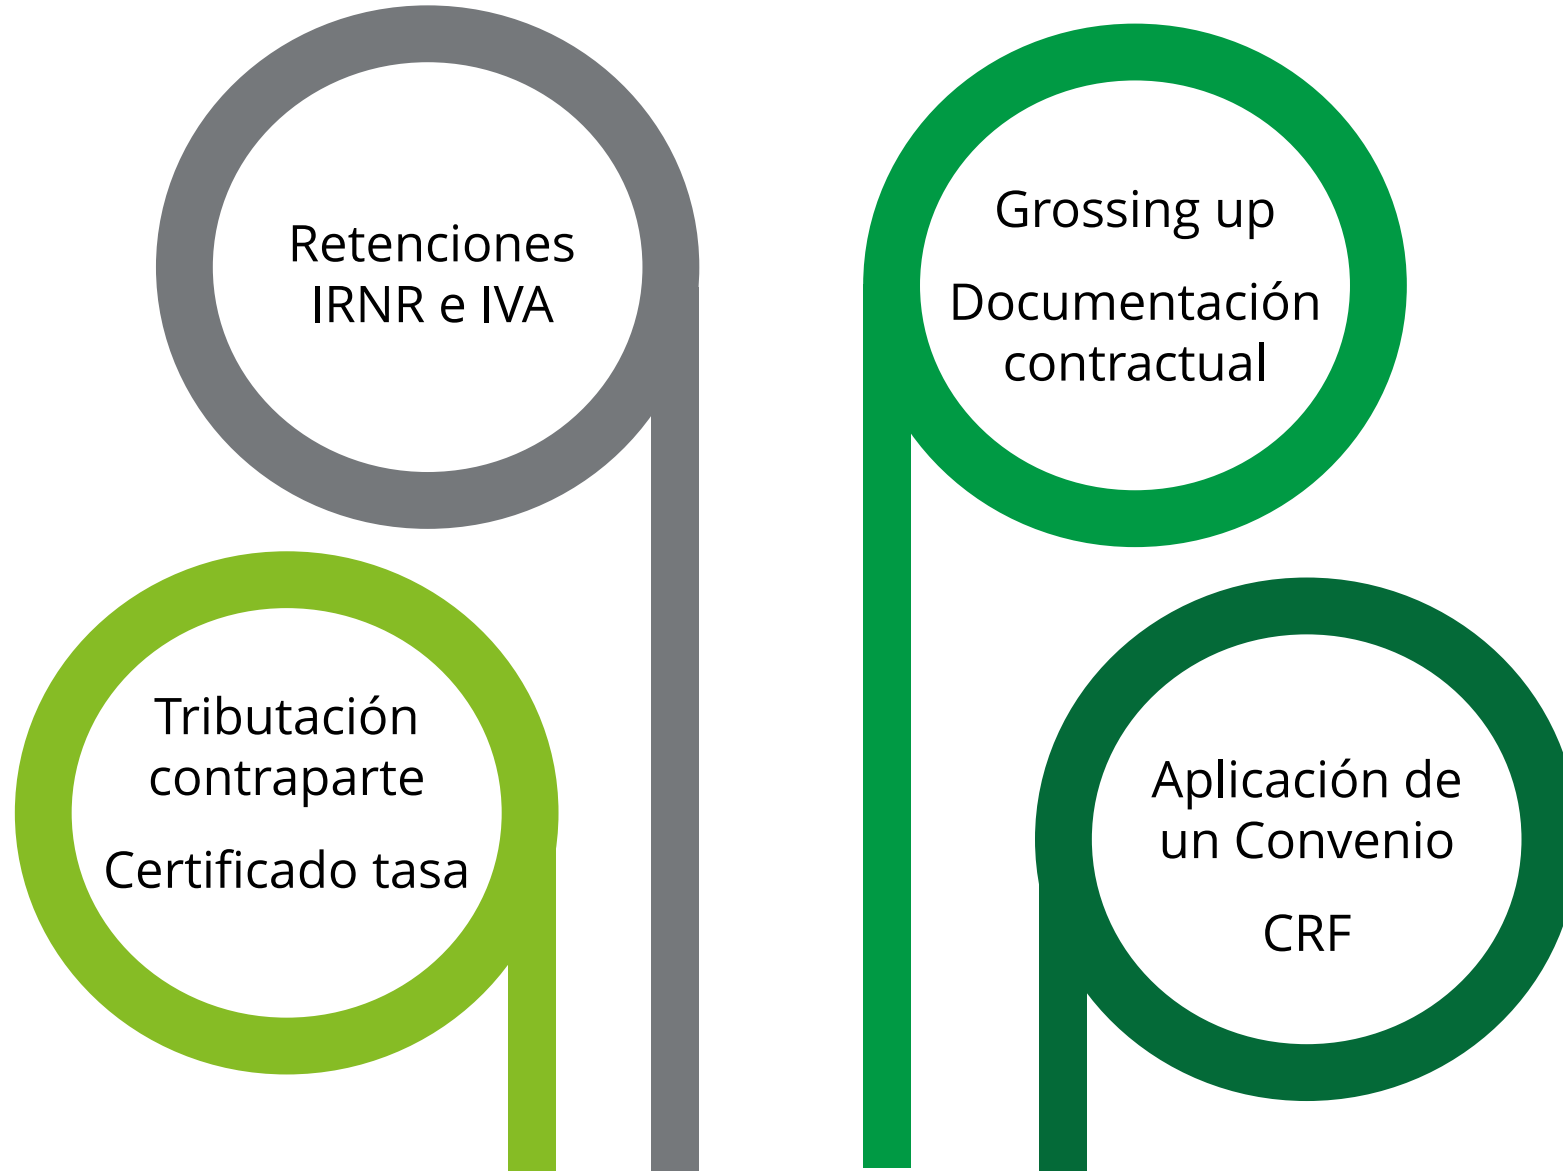 Retenciones
IRNR e IVA
Grossing up
Documentación
contractual
Tributación
contraparte
Certificado tasa
Aplicación de
un Convenio
CRF